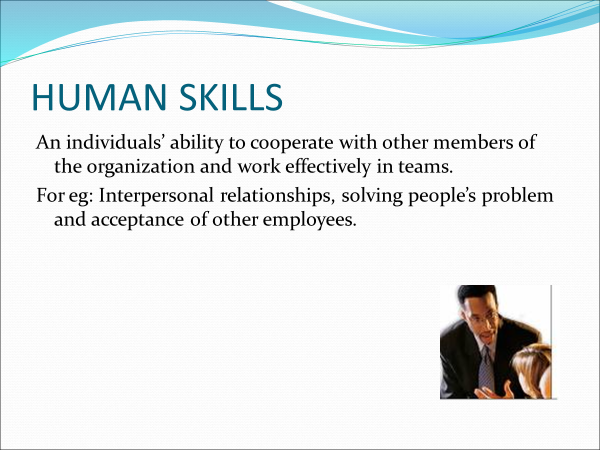 HUMAN SKILLS
An individuals’ ability to cooperate with other members of
the organization and work effectively in teams.
For eg: Interpersonal relationships, solving people’s problem
and acceptance of other employees.